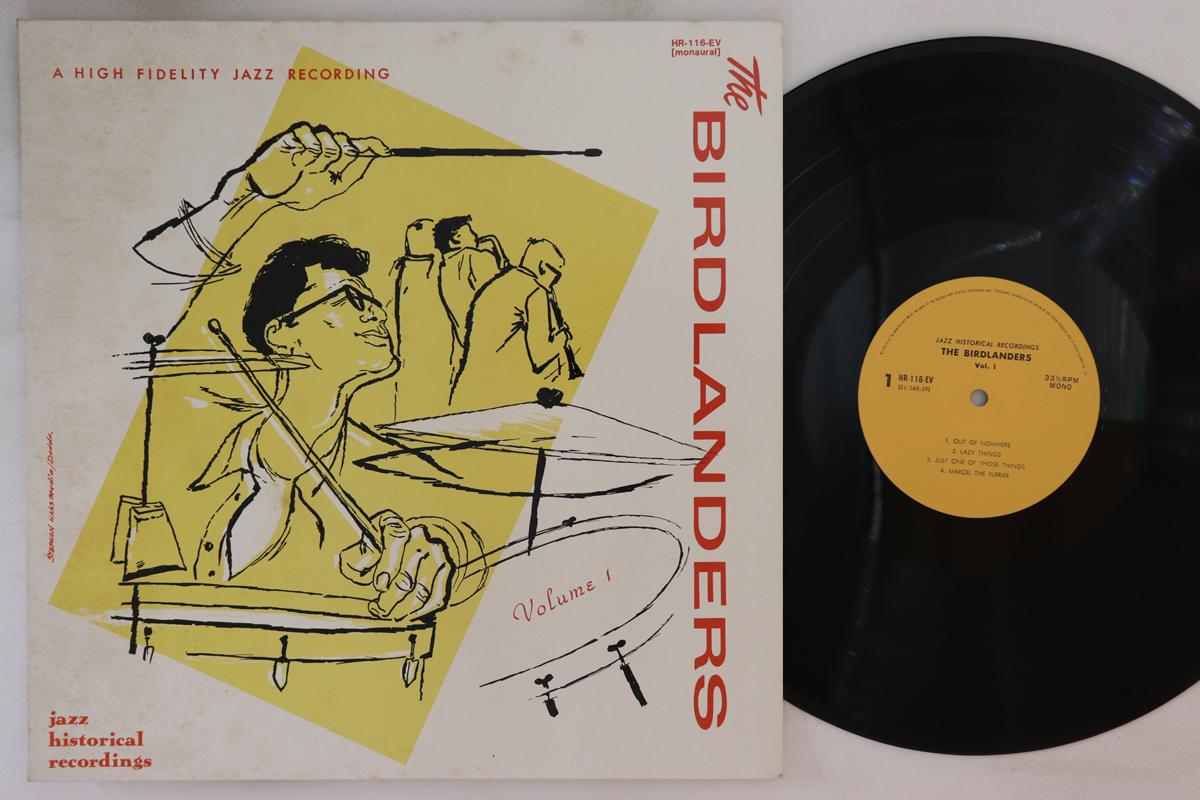 A HIGH FIDELITY JAZZ RECORDING
HR-116-EV
[monaural]
The
BIRDLANDERS
Volume 1
jazz
historical
recordings
JAZZ HISTORICAL RECORDINGS
THE BIRDLANDERS
Vol. 1
1 HR-116-EV
33⅓RPM
MONO
1. OUT OF NOWHERE
2. LAZY THINGS
3. JUST ONE OF THOSE THINGS
4. MARCEL THE FURRIER